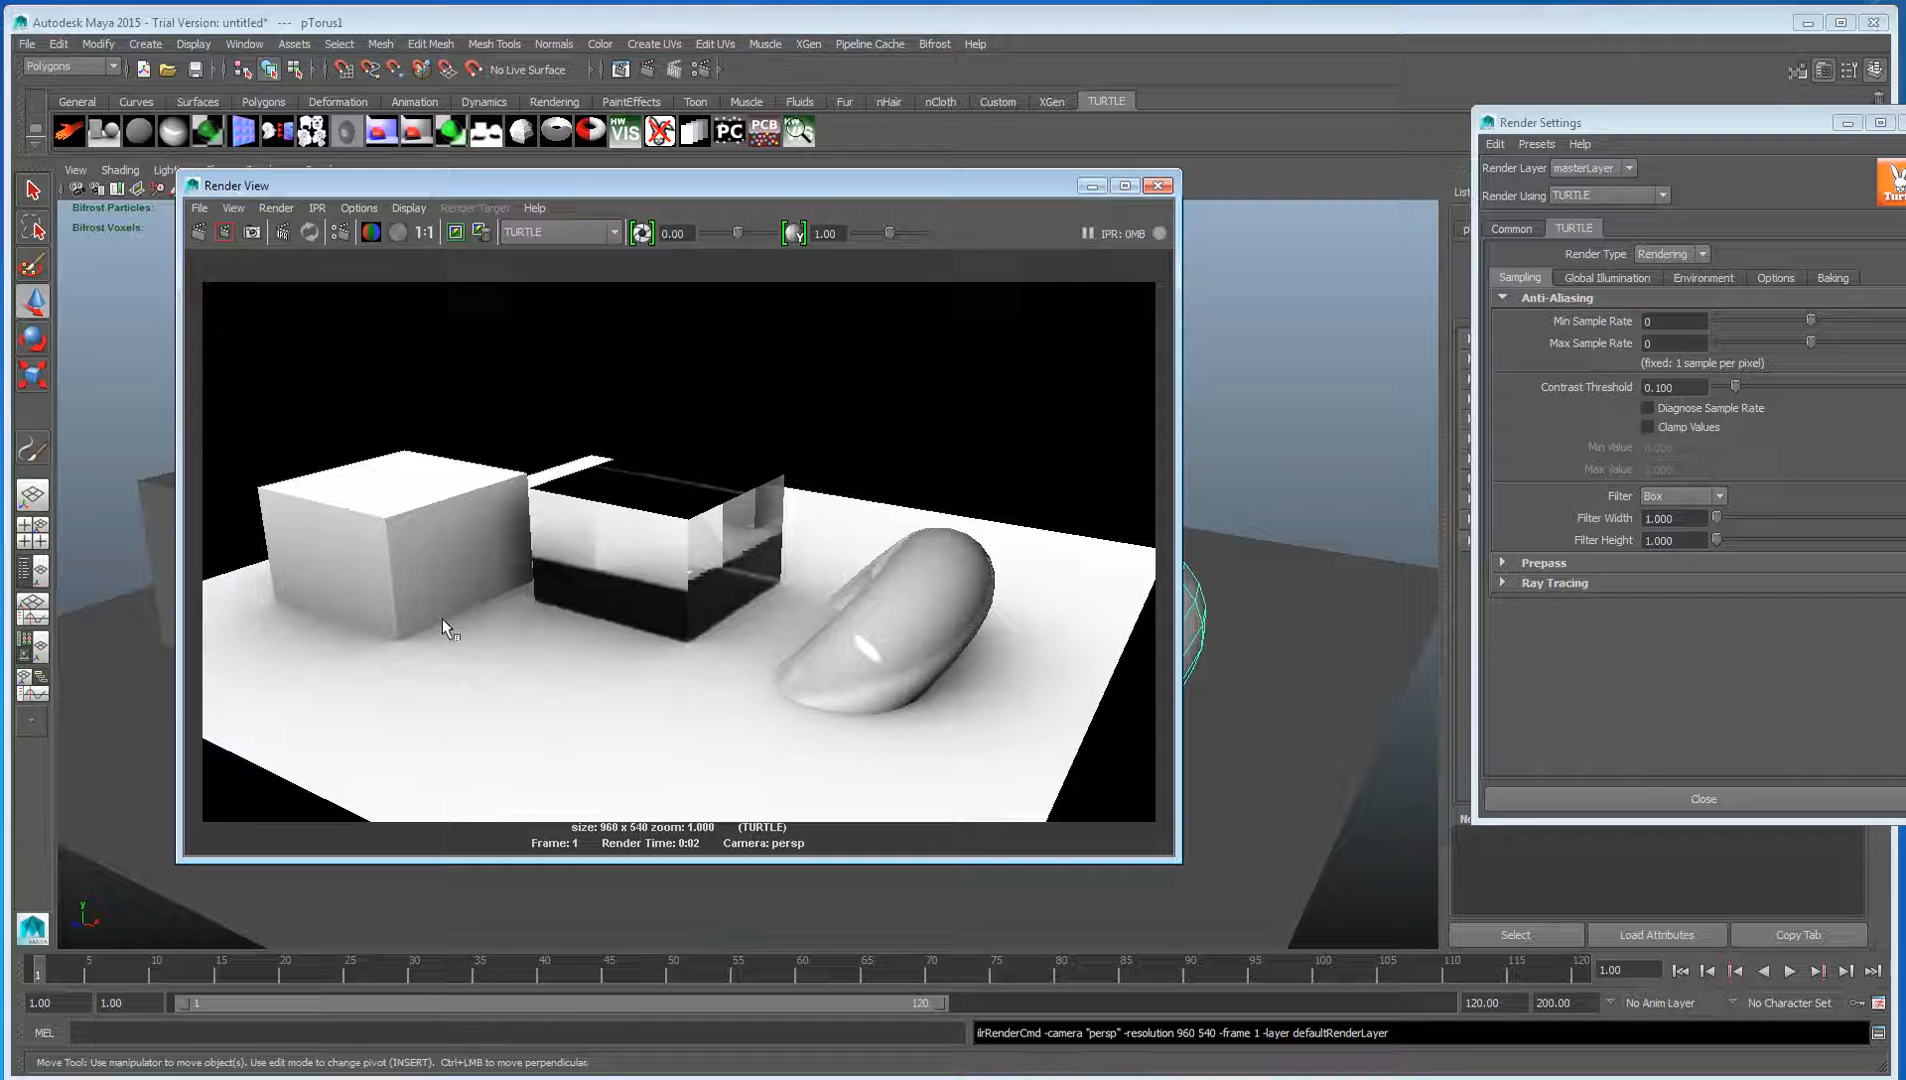 Autodesk Maya 2015 - Trial Version: untitled* --- pTorus1
File Edit Modify Create Display Window Assets Select Mesh Edit Mesh Mesh Tools Normals Color Create UVs Edit UVs Muscle XGen Pipeline Cache Bifrost Help
Polygons No Live Surface
General Curves Surfaces Polygons Deformation Animation Dynamics Rendering PaintEffects Toon Muscle Fluids Fur nHair nCloth Custom XGen TURTLE
HW VIS PC PCB
View Shading
Bifrost Particles:
Bifrost Voxels:
Render View
File View Render IPR Options Display Render Target Help
1:1 TURTLE 0.00 1.00 IPR: 0MB
size: 960 x 540 zoom: 1.000 (TURTLE)
Frame: 1 Render Time: 0:02 Camera: persp
Render Settings
Edit Presets Help
Render Layer masterLayer
Render Using TURTLE
Common TURTLE
Render Type Rendering
Sampling Global Illumination Environment Options Baking
Anti-Aliasing
Min Sample Rate 0
Max Sample Rate 0
(fixed: 1 sample per pixel)
Contrast Threshold 0.100
Diagnose Sample Rate
Clamp Values
Min Value 0.000
Max Value
Filter Box
Filter Width 1.000
Filter Height 1.000
Prepass
Ray Tracing
Close
Select Load Attributes Copy Tab
MAYA
1 5 10 15 20 25 30 35 40 45 50 55 60 65 70 75 80 85 90 95 100 105 110 115 120 1.00
1.00 1.00 1 120 120.00 200.00 No Anim Layer No Character Set
MEL ilrRenderCmd -camera "persp" -resolution 960 540 -frame 1 -layer defaultRenderLayer
Move Tool: Use manipulator to move object(s). Use edit mode to change pivot (INSERT). Ctrl+LMB to move perpendicular.